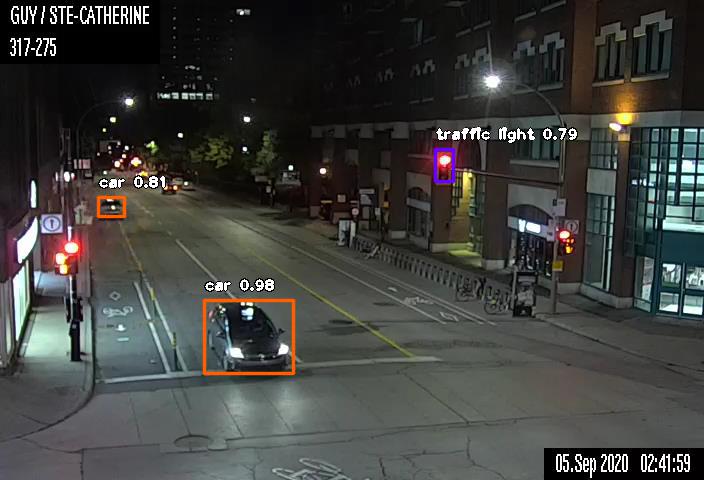 GUY / STE-CATHERINE
317-275
traffic light 0.79
car 0.81
car 0.98
05.Sep 2020 02:41:59